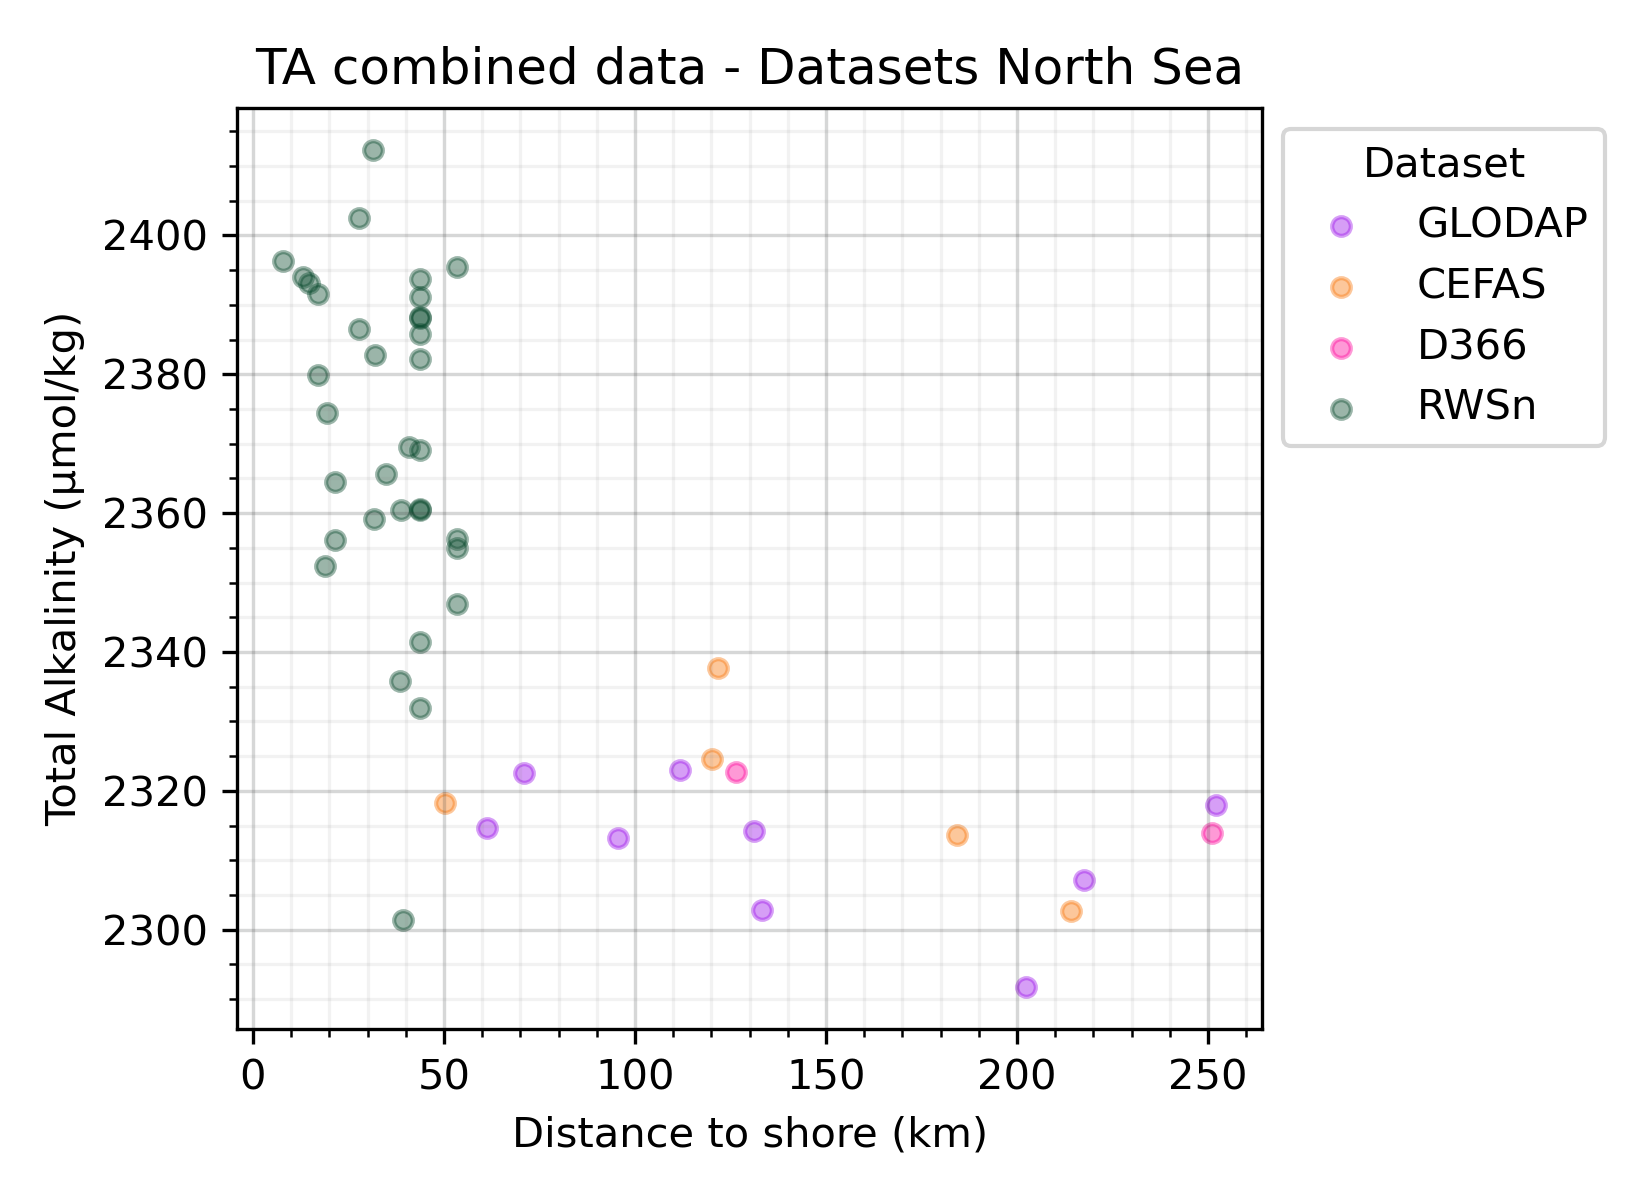 TA combined data - Datasets North Sea
Total Alkalinity (μmol/kg)
2400
2380
2360
2340
2320
2300
0 50 100 150 200 250
Distance to shore (km)
Dataset
GLODAP
CEFAS
D366
RWSn